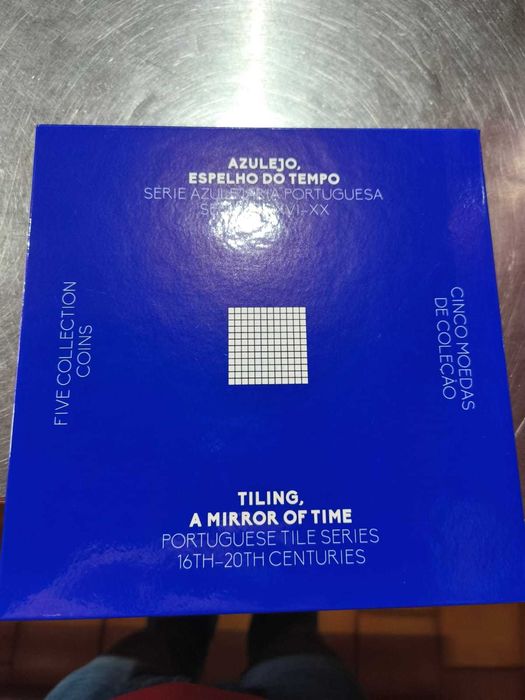 AZULEJO,
ESPELHO DO TEMPO
SÉRIE AZULEJARIA PORTUGUESA
XVI–XX
FIVE COLLECTION
COINS
CINCO MOEDAS
DE COLEÇÃO
TILING,
A MIRROR OF TIME
PORTUGUESE TILE SERIES
16TH–20TH CENTURIES